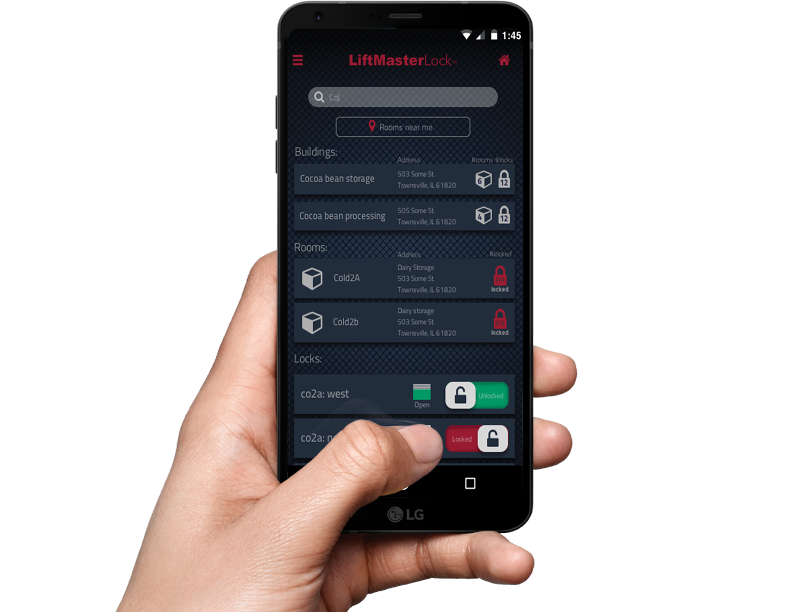 1:45
LiftMasterLock
Co
Rooms near me
Buildings:
Address
#rooms #locks
Cocoa bean storage
503 Some St.
Townsville, IL 61820
12
Cocoa bean processing
505 Some St.
Townsville, IL 61820
4
12
Rooms:
Address
#locked
Cold2A
Dairy Storage
503 Some St.
Townsville, IL 61820
locked
Cold2b
Dairy storage
503 Some St.
Townsville, IL 61820
locked
Locks:
co2a: west
Open
Unlocked
co2a:
Locked
LG